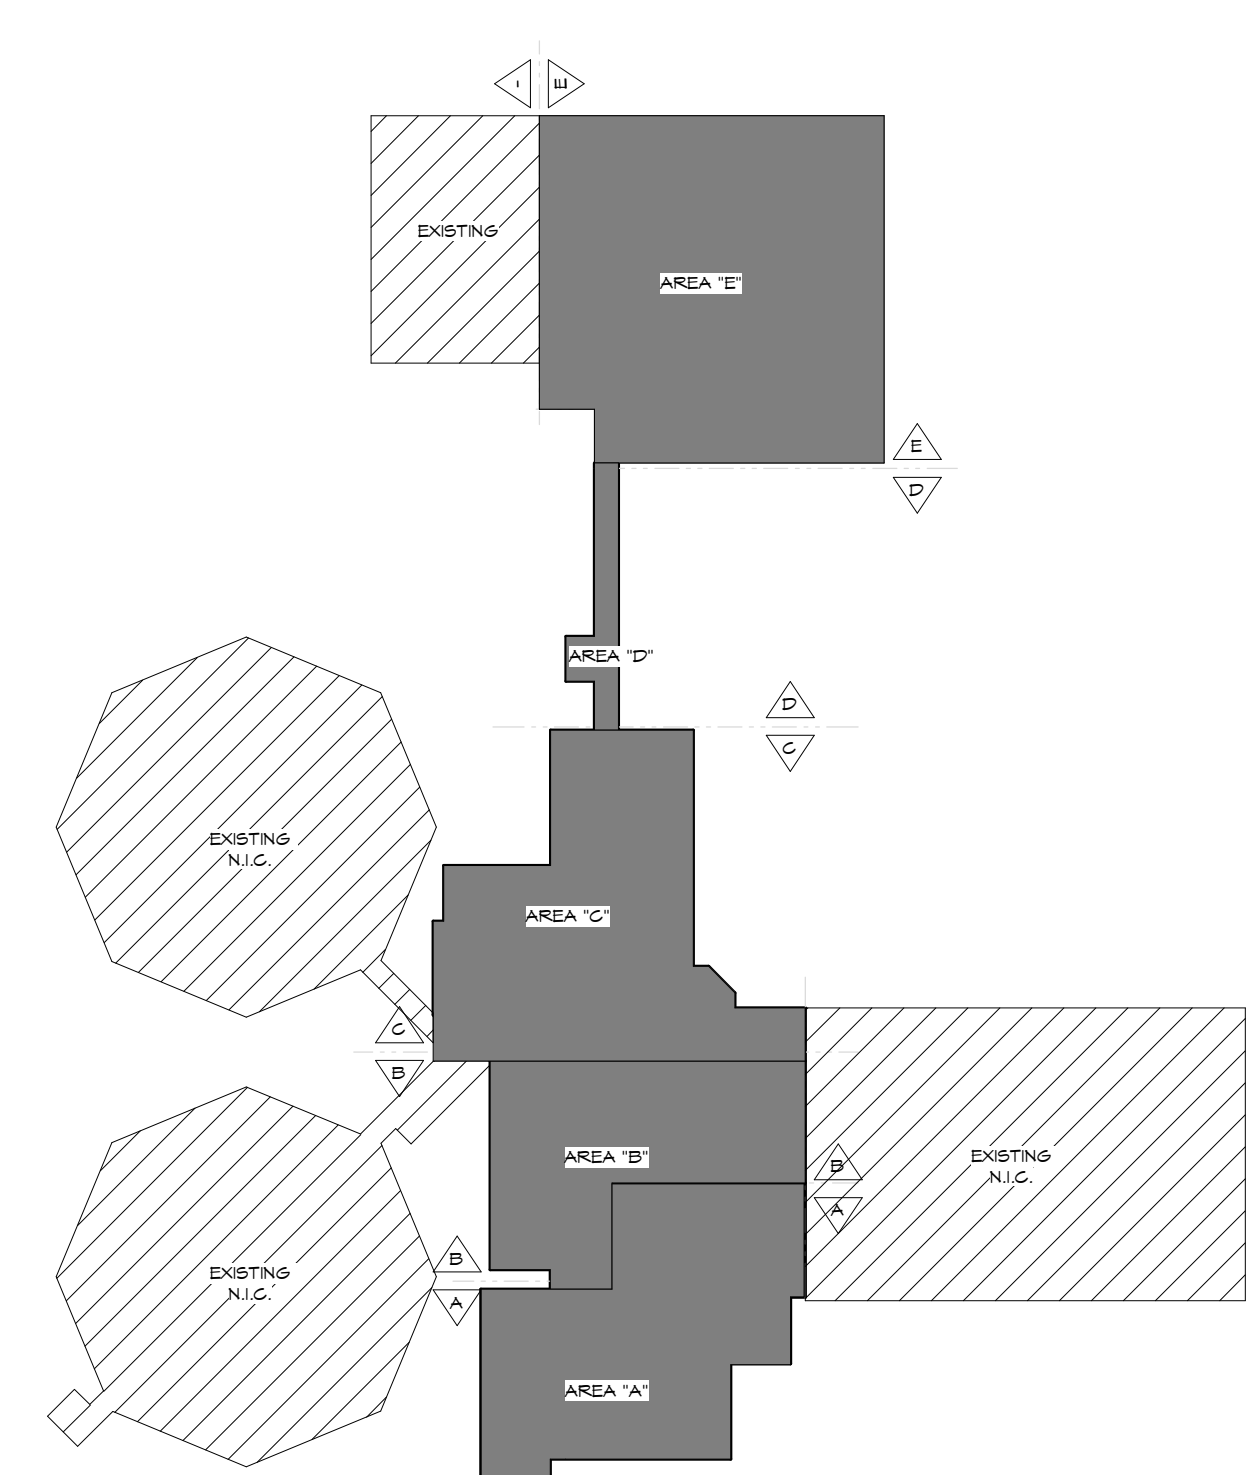 -
E
EXISTING
AREA "E"
E
D
AREA "D"
D
C
EXISTING
N.I.C.
AREA "C"
C
B
AREA "B"
B
A
EXISTING
N.I.C.
B
A
EXISTING
N.I.C.
AREA "A"